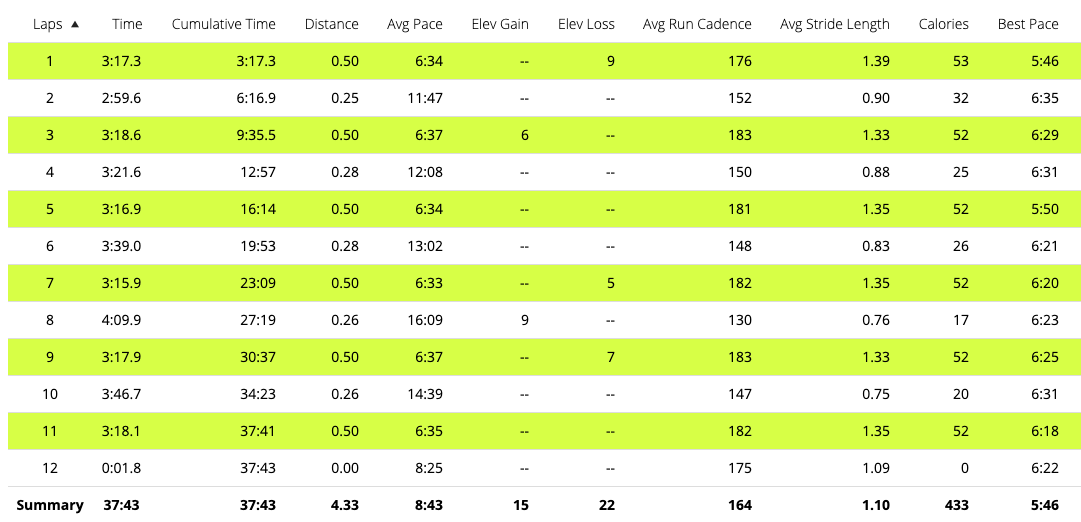 Laps ▲ Time Cumulative Time Distance Avg Pace Elev Gain Elev Loss Avg Run Cadence Avg Stride Length Calories Best Pace
1 3:17.3 3:17.3 0.50 6:34 -- 9 176 1.39 53 5:46
2 2:59.6 6:16.9 0.25 11:47 -- -- 152 0.90 32 6:35
3 3:18.6 9:35.5 0.50 6:37 6 -- 183 1.33 52 6:29
4 3:21.6 12:57 0.28 12:08 -- -- 150 0.88 25 6:31
5 3:16.9 16:14 0.50 6:34 -- -- 181 1.35 52 5:50
6 3:39.0 19:53 0.28 13:02 -- -- 148 0.83 26 6:21
7 3:15.9 23:09 0.50 6:33 -- 5 182 1.35 52 6:20
8 4:09.9 27:19 0.26 16:09 9 -- 130 0.76 17 6:23
9 3:17.9 30:37 0.50 6:37 -- 7 183 1.33 52 6:25
10 3:46.7 34:23 0.26 14:39 -- -- 147 0.75 20 6:31
11 3:18.1 37:41 0.50 6:35 -- -- 182 1.35 52 6:18
12 0:01.8 37:43 0.00 8:25 -- -- 175 1.09 0 6:22
Summary 37:43 37:43 4.33 8:43 15 22 164 1.10 433 5:46